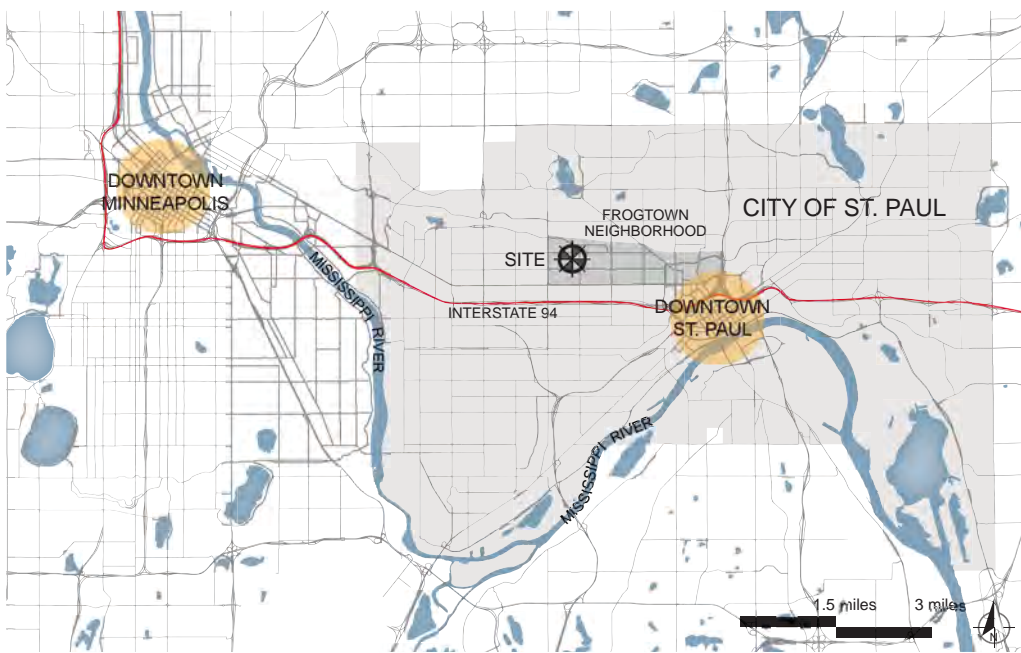 DOWNTOWN
MINNEAPOLIS
FROGTOWN
NEIGHBORHOOD
CITY OF ST. PAUL
SITE
MISSISSIPPI RIVER
INTERSTATE 94
DOWNTOWN
ST. PAUL
MISSISSIPPI RIVER
1.5 miles 3 miles
N